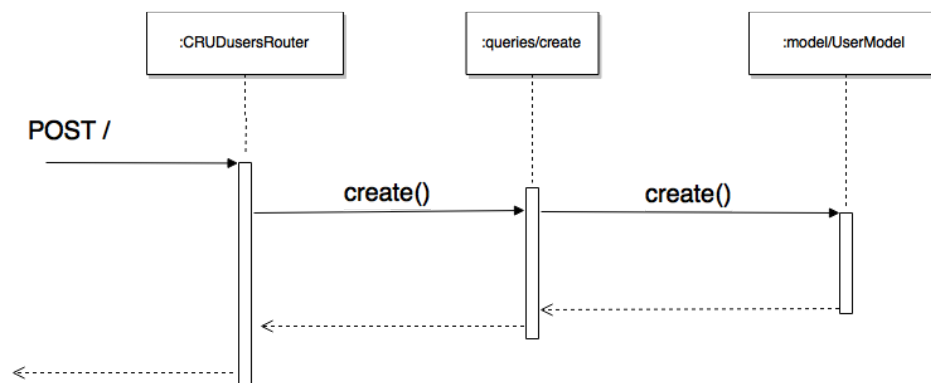 :CRUDusersRouter
:queries/create
:model/UserModel
POST /
create()
create()